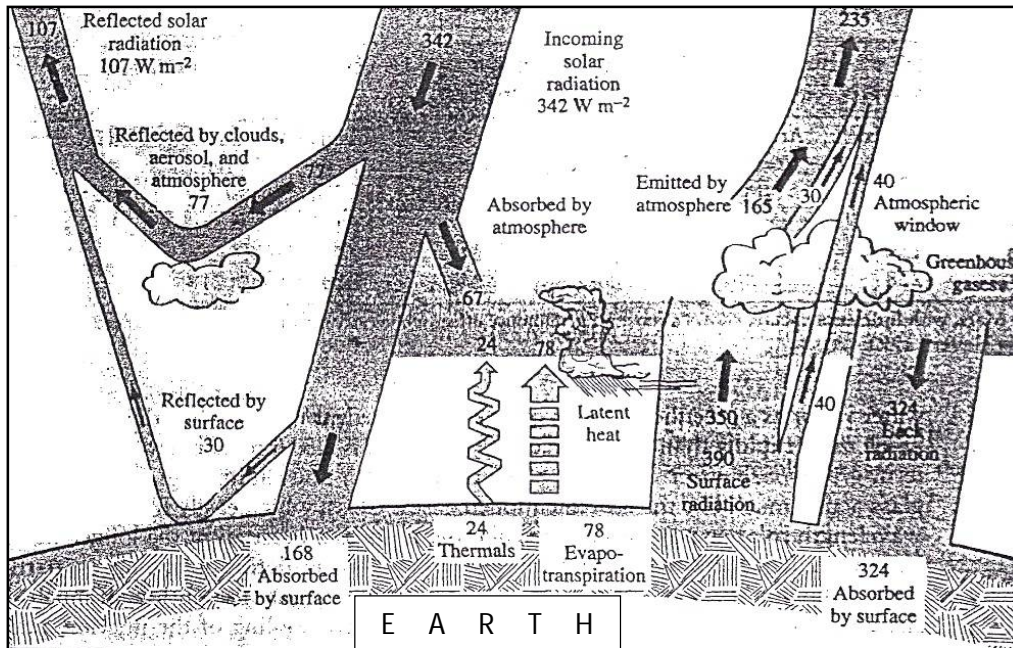 107
Reflected solar
radiation
107 W m⁻²
342
Incoming
solar
radiation
342 W m⁻²
235
Reflected by clouds,
aerosol, and
atmosphere
77
77
Emitted by
atmosphere
165
30
40
Atmospheric
window
Absorbed by
atmosphere
Greenhous
gases
67
24
78
Latent
heat
Reflected by
surface
30
350
390
Surface
radiation
40
324
Back
radiation
168
Absorbed
by surface
24
Thermals
78
Evapo-
transpiration
324
Absorbed
by surface
E A R T H